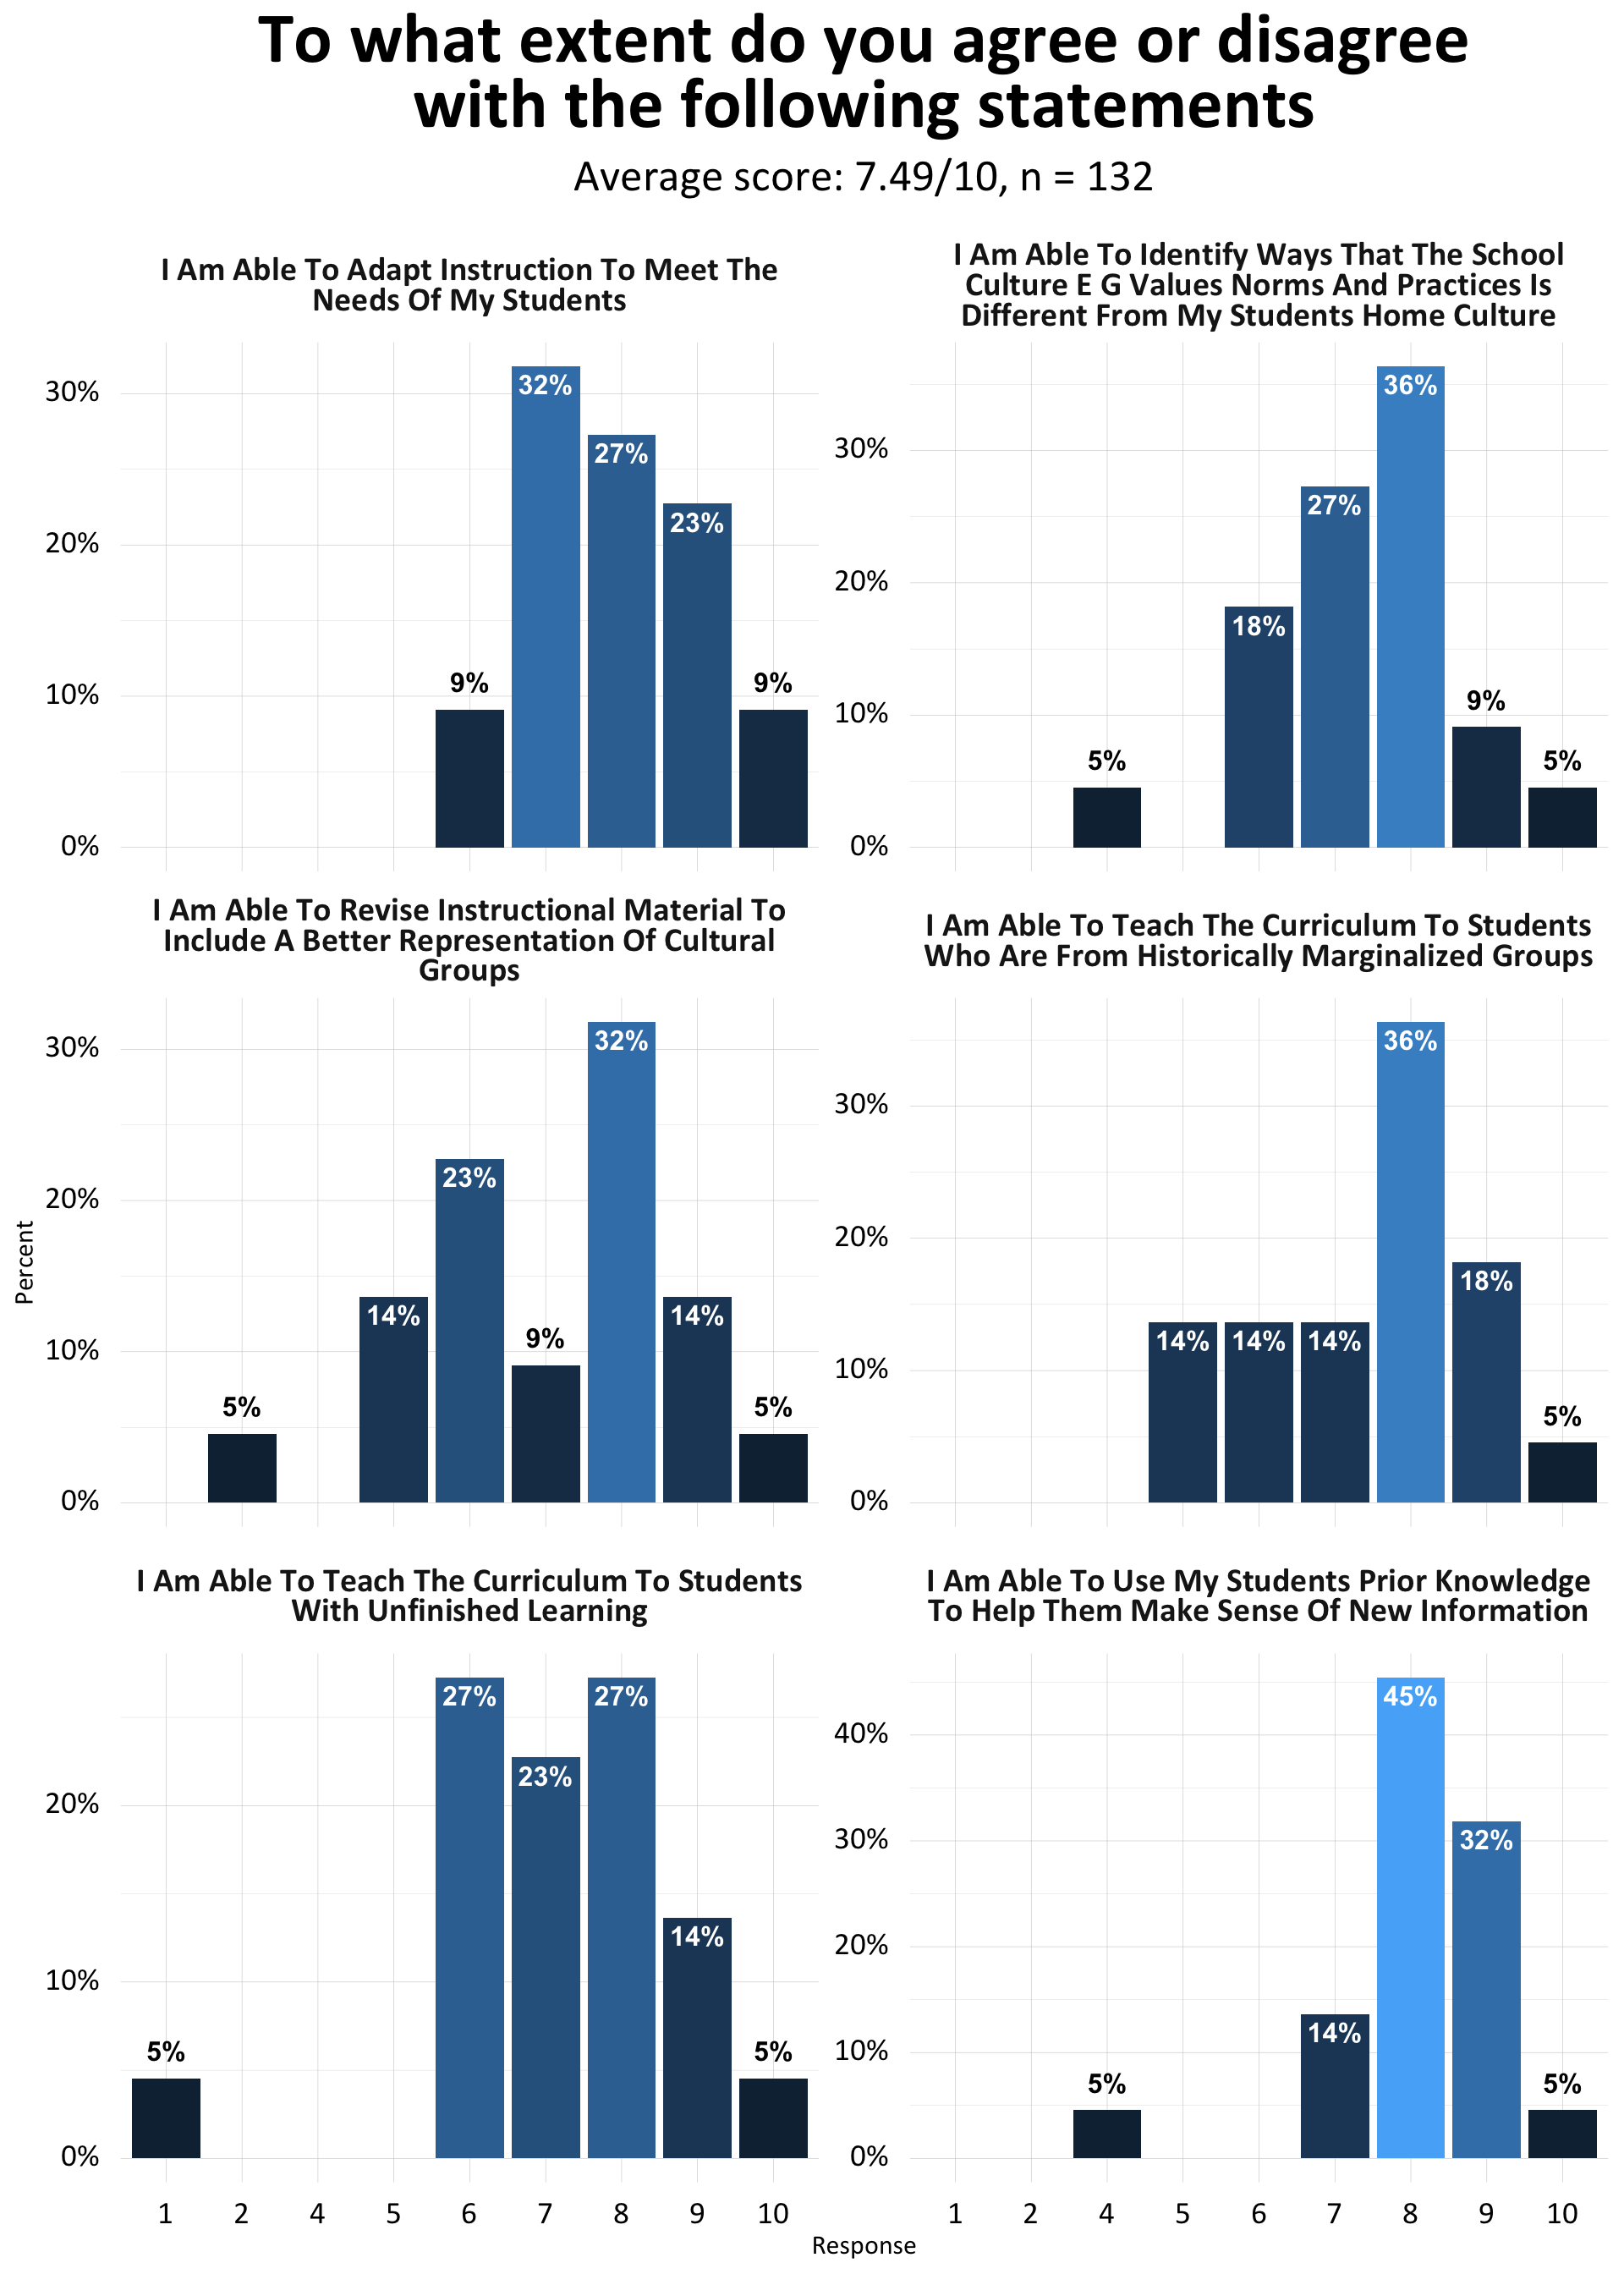 To what extent do you agree or disagree
with the following statements
Average score: 7.49/10, n = 132
I Am Able To Adapt Instruction To Meet The
Needs Of My Students
30%
20%
10%
0%
9%
32%
27%
23%
9%
I Am Able To Identify Ways That The School
Culture E G Values Norms And Practices Is
Different From My Students Home Culture
30%
20%
10%
0%
5%
18%
27%
36%
9%
5%
I Am Able To Revise Instructional Material To
Include A Better Representation Of Cultural
Groups
30%
20%
10%
0%
5%
14%
23%
9%
32%
14%
5%
I Am Able To Teach The Curriculum To Students
Who Are From Historically Marginalized Groups
30%
20%
10%
0%
14%
14%
14%
36%
18%
5%
Percent
I Am Able To Teach The Curriculum To Students
With Unfinished Learning
20%
10%
0%
5%
27%
23%
27%
14%
5%
1 2 4 5 6 7 8 9 10
I Am Able To Use My Students Prior Knowledge
To Help Them Make Sense Of New Information
40%
30%
20%
10%
0%
5%
14%
45%
32%
5%
1 2 4 5 6 7 8 9 10
Response